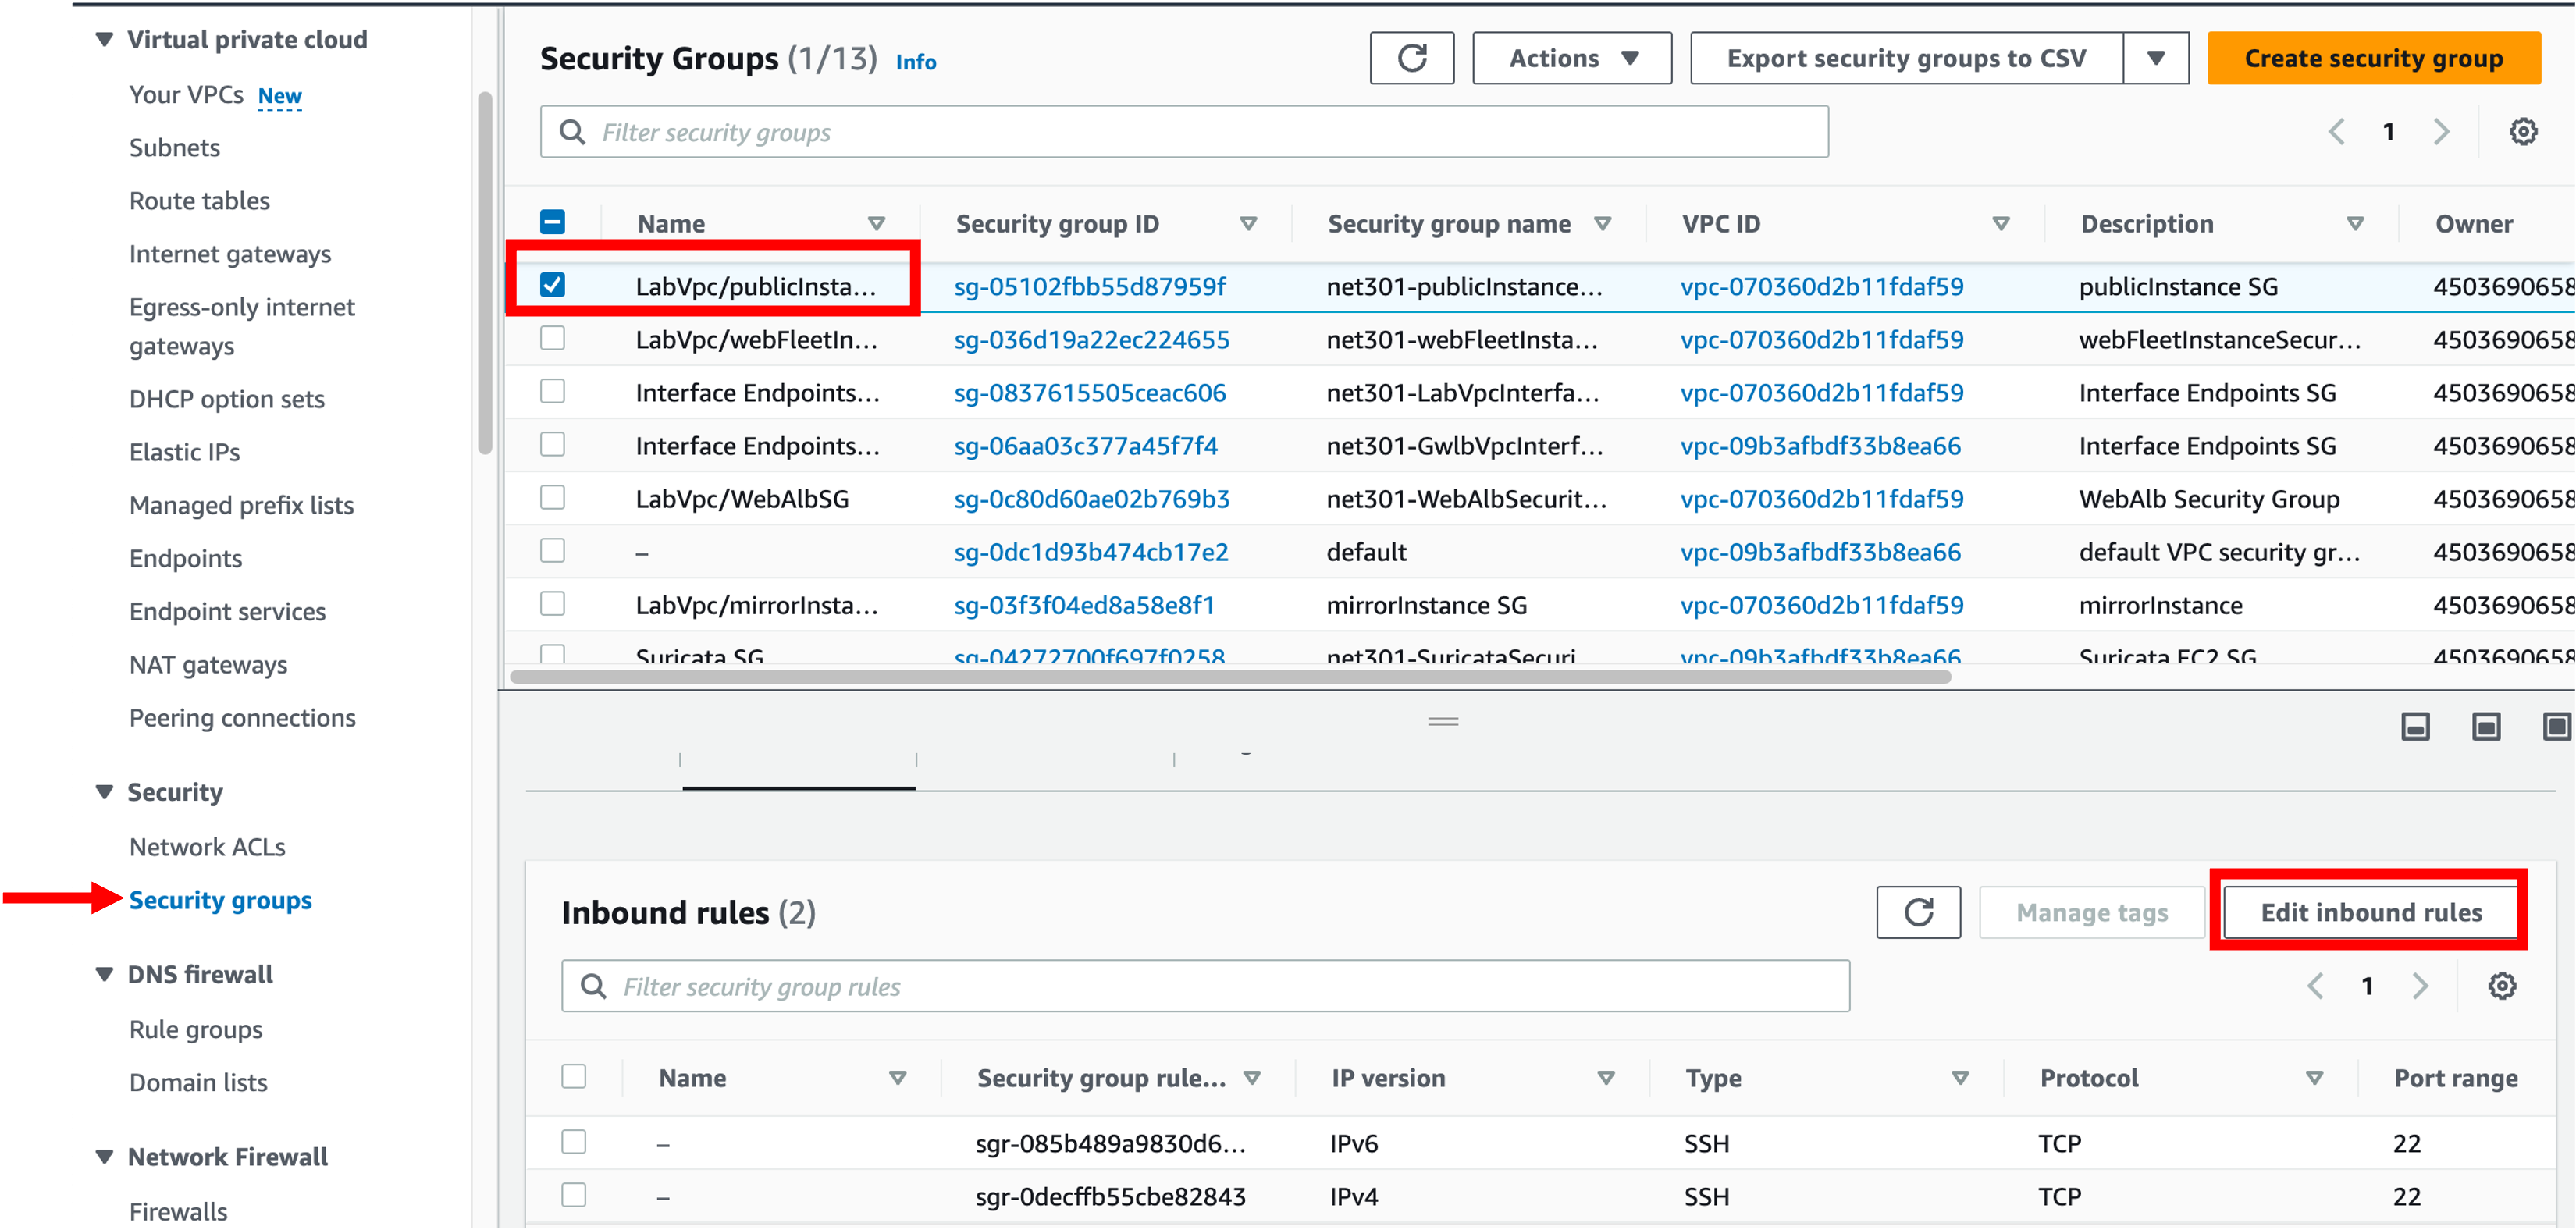 Virtual private cloud
Your VPCs New
Subnets
Route tables
Internet gateways
Egress-only internet
gateways
DHCP option sets
Elastic IPs
Managed prefix lists
Endpoints
Endpoint services
NAT gateways
Peering connections
Security
Network ACLs
Security groups
DNS firewall
Rule groups
Domain lists
Network Firewall
Firewalls
Security Groups (1/13) Info
Actions
Export security groups to CSV
Create security group
Filter security groups
1
Name Security group ID Security group name VPC ID Description Owner
LabVpc/publicInsta... sg-05102fbb55d87959f net301-publicInstance... vpc-070360d2b11fdaf59 publicInstance SG 4503690658
LabVpc/webFleetIn... sg-036d19a22ec224655 net301-webFleetInsta... vpc-070360d2b11fdaf59 webFleetInstanceSecur... 4503690658
Interface Endpoints... sg-0837615505ceac606 net301-LabVpcInterfa... vpc-070360d2b11fdaf59 Interface Endpoints SG 4503690658
Interface Endpoints... sg-06aa03c377a45f7f4 net301-GwlbVpcInterf... vpc-09b3afbdf33b8ea66 Interface Endpoints SG 4503690658
LabVpc/WebAlbSG sg-0c80d60ae02b769b3 net301-WebAlbSecurit... vpc-070360d2b11fdaf59 WebAlb Security Group 4503690658
– sg-0dc1d93b474cb17e2 default vpc-09b3afbdf33b8ea66 default VPC security gr... 4503690658
LabVpc/mirrorInsta... sg-03f3f04ed8a58e8f1 mirrorInstance SG vpc-070360d2b11fdaf59 mirrorInstance 4503690658
Suricata SG sg-04272700f697f0258 net301-SuricataSecuri vpc-09b3afbdf33b8ea66 Suricata EC2 SG 4503690658
Inbound rules (2)
Manage tags
Edit inbound rules
Filter security group rules
1
Name Security group rule... IP version Type Protocol Port range
– sgr-085b489a9830d6... IPv6 SSH TCP 22
– sgr-0decffb55cbe82843 IPv4 SSH TCP 22